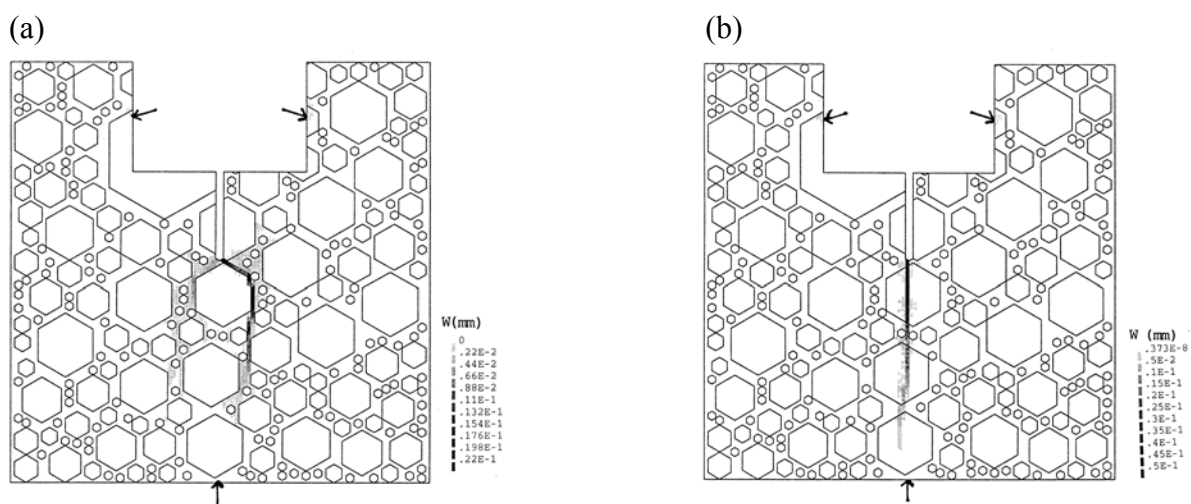 (a)
(b)
W(mm)
0
.22E-2
.44E-2
.66E-2
.88E-2
.11E-1
.132E-1
.154E-1
.176E-1
.198E-1
.22E-1
W (mm)
.373E-8
.5E-2
.1E-1
.15E-1
.2E-1
.25E-1
.3E-1
.35E-1
.4E-1
.45E-1
.5E-1